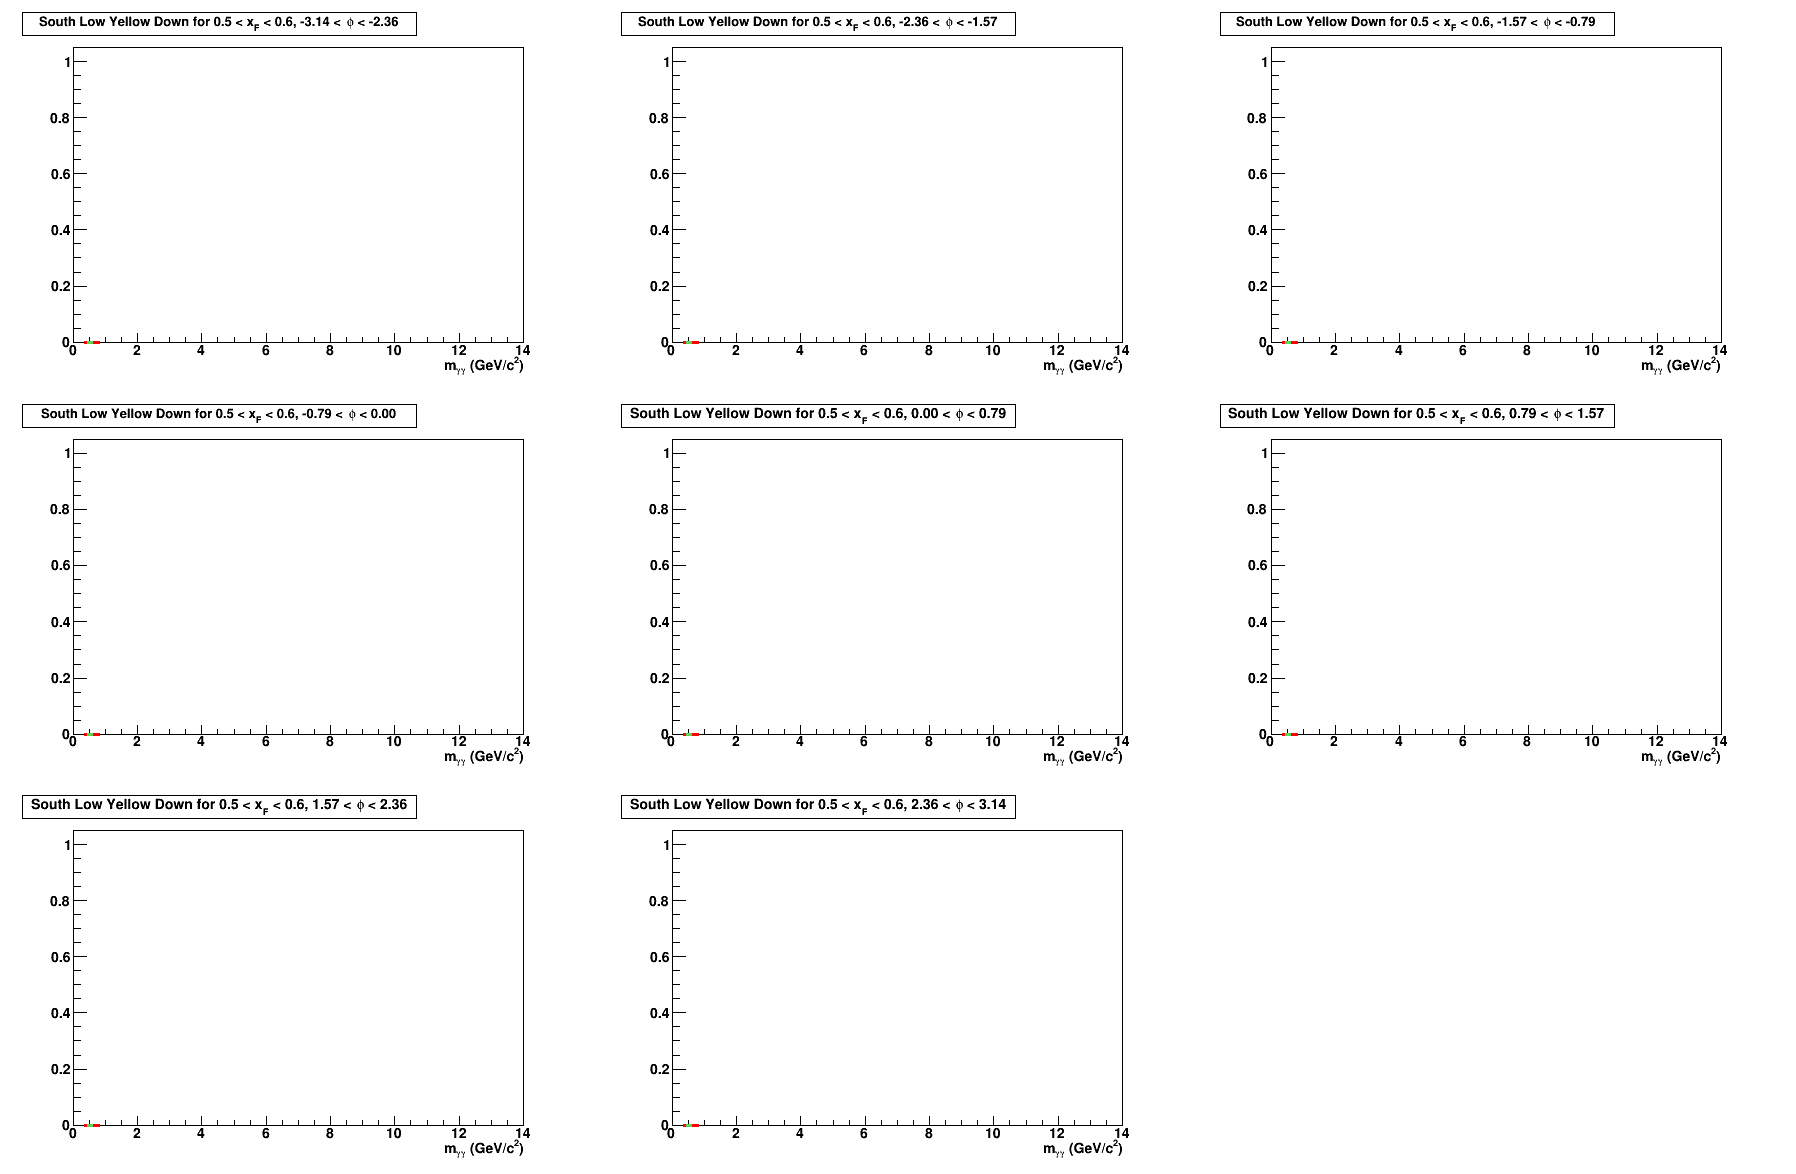 South Low Yellow Down for 0.5 < x_F < 0.6, -3.14 < ϕ < -2.36
1
0.8
0.6
0.4
0.2
0
0 2 4 6 8 10 12 14
m_γγ (GeV/c²)
South Low Yellow Down for 0.5 < x_F < 0.6, -2.36 < ϕ < -1.57
1
0.8
0.6
0.4
0.2
0
0 2 4 6 8 10 12 14
m_γγ (GeV/c²)
South Low Yellow Down for 0.5 < x_F < 0.6, -1.57 < ϕ < -0.79
1
0.8
0.6
0.4
0.2
0
0 2 4 6 8 10 12 14
m_γγ (GeV/c²)
South Low Yellow Down for 0.5 < x_F < 0.6, -0.79 < ϕ < 0.00
1
0.8
0.6
0.4
0.2
0
0 2 4 6 8 10 12 14
m_γγ (GeV/c²)
South Low Yellow Down for 0.5 < x_F < 0.6, 0.00 < ϕ < 0.79
1
0.8
0.6
0.4
0.2
0
0 2 4 6 8 10 12 14
m_γγ (GeV/c²)
South Low Yellow Down for 0.5 < x_F < 0.6, 0.79 < ϕ < 1.57
1
0.8
0.6
0.4
0.2
0
0 2 4 6 8 10 12 14
m_γγ (GeV/c²)
South Low Yellow Down for 0.5 < x_F < 0.6, 1.57 < ϕ < 2.36
1
0.8
0.6
0.4
0.2
0
0 2 4 6 8 10 12 14
m_γγ (GeV/c²)
South Low Yellow Down for 0.5 < x_F < 0.6, 2.36 < ϕ < 3.14
1
0.8
0.6
0.4
0.2
0
0 2 4 6 8 10 12 14
m_γγ (GeV/c²)